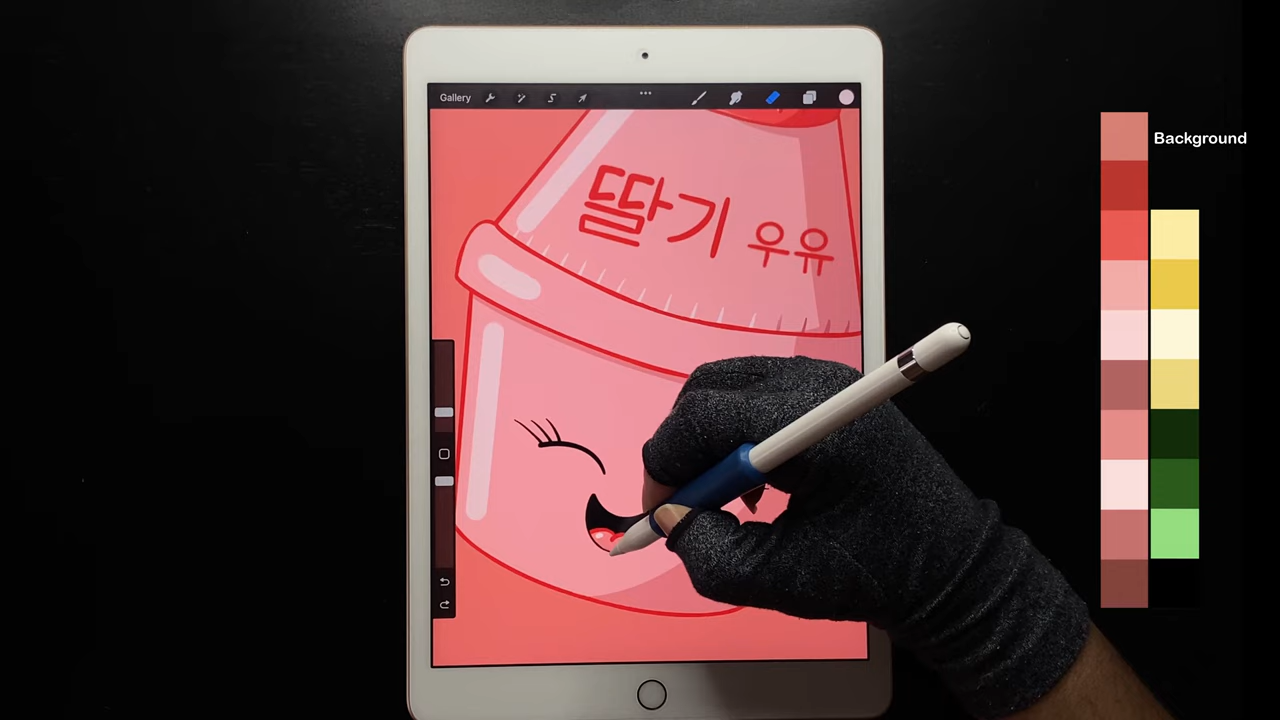 Gallery
Background
딸기 우유